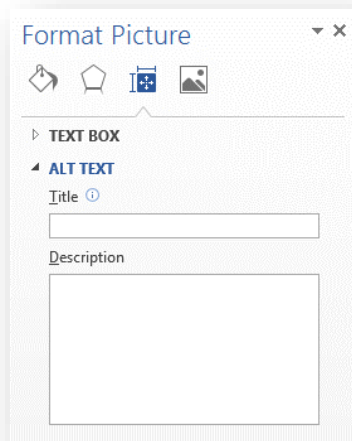 Format Picture
TEXT BOX
ALT TEXT
Title
Description